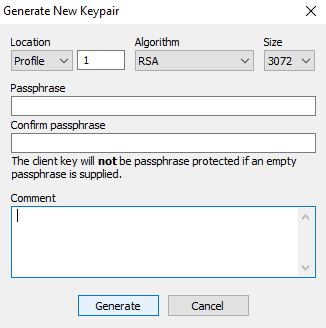 Generate New Keypair
Location Algorithm Size
Profile 1 RSA 3072
Passphrase
Confirm passphrase
The client key will not be passphrase protected if an empty
passphrase is supplied.
Comment
Generate Cancel